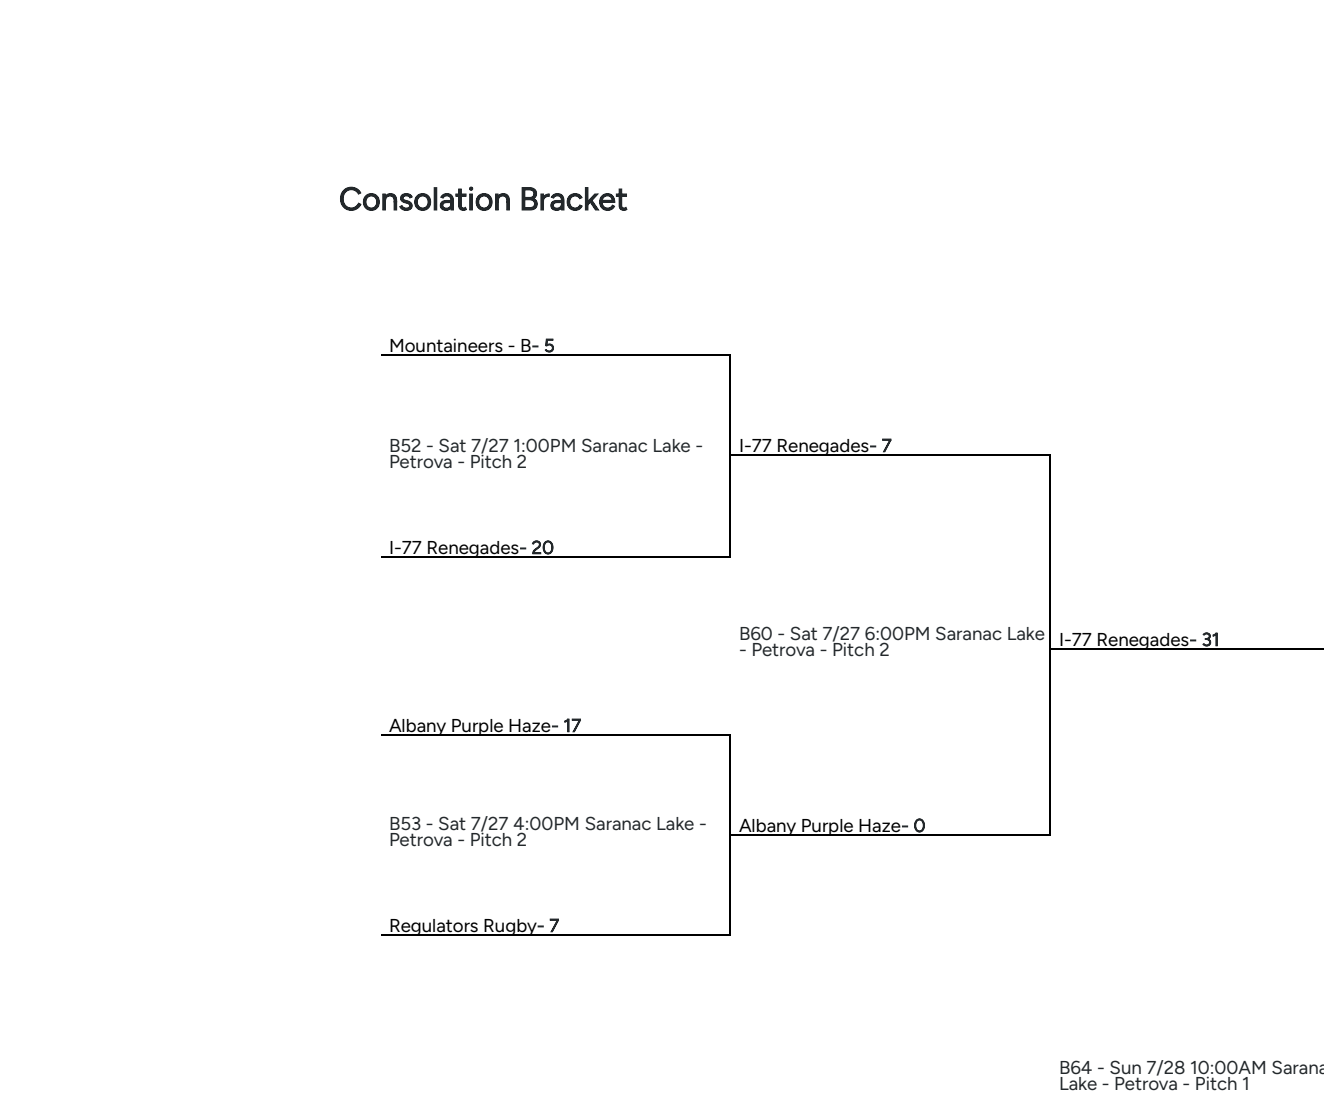 Consolation Bracket
Mountaineers - B- 5
B52 - Sat 7/27 1:00PM Saranac Lake -
Petrova - Pitch 2
I-77 Renegades- 7
I-77 Renegades- 20
B60 - Sat 7/27 6:00PM Saranac Lake
- Petrova - Pitch 2
I-77 Renegades- 31
Albany Purple Haze- 17
B53 - Sat 7/27 4:00PM Saranac Lake -
Petrova - Pitch 2
Albany Purple Haze- 0
Regulators Rugby- 7
B64 - Sun 7/28 10:00AM Sarana
Lake - Petrova - Pitch 1